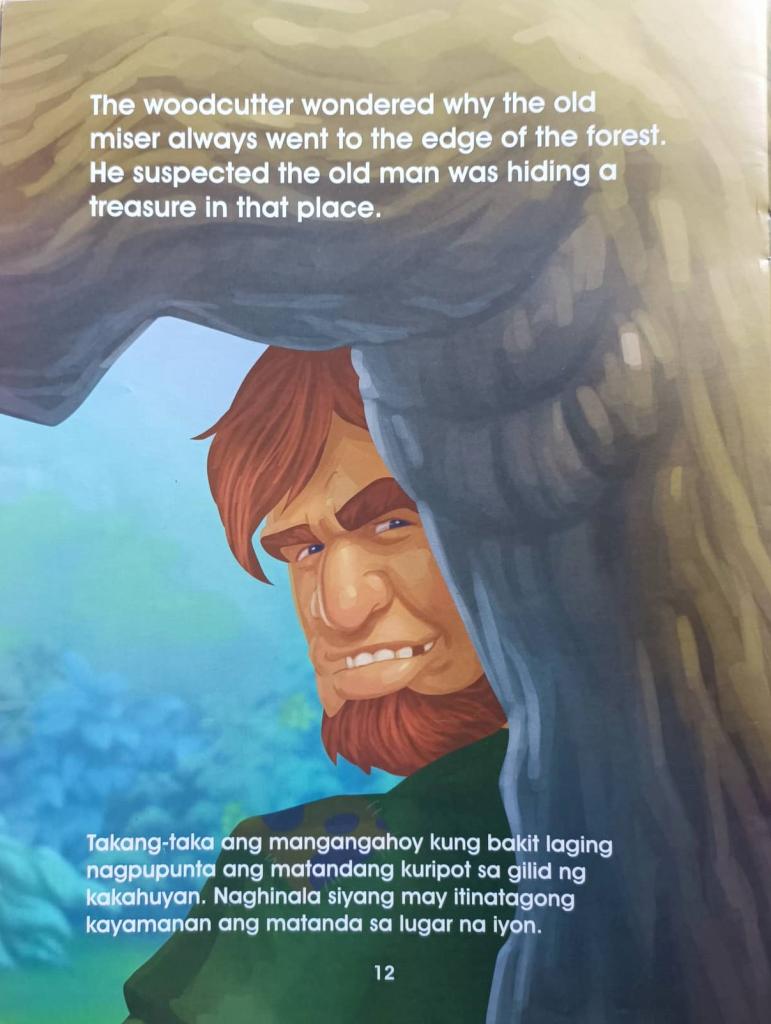 The woodcutter wondered why the old
miser always went to the edge of the forest.
He suspected the old man was hiding a
treasure in that place.
Takang-taka ang mangangahoy kung bakit laging
nagpupunta ang matandang kuripot sa gilid ng
kakahuyan. Naghinala siyang may itinatagong
kayamanan ang matanda sa lugar na iyon.
12